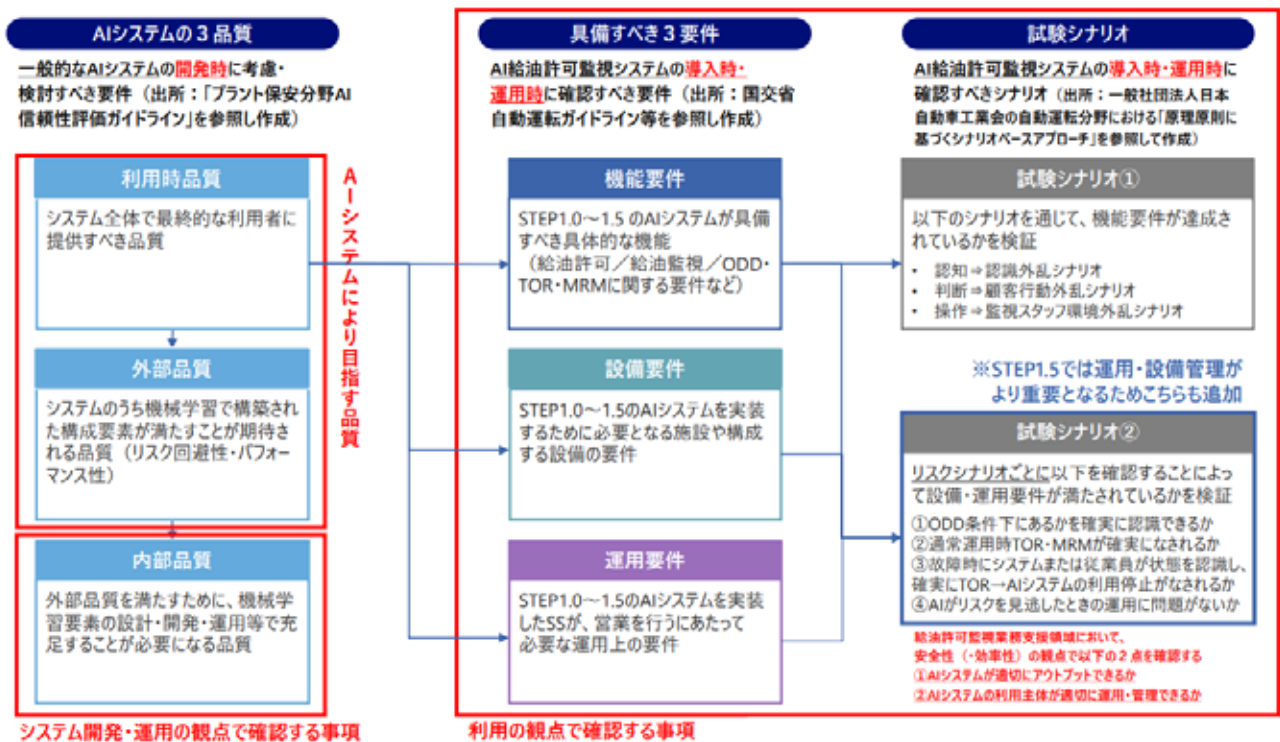 AIシステムの3品質
一般的なAIシステムの開発時に考慮・
検討すべき要件（出所：「プラント保安分野AI
信頼性評価ガイドライン」を参照し作成）
利用時品質
システム全体で最終的な利用者に
提供すべき品質
外部品質
システムのうち機械学習で構築され
た構成要素が満たすことが期待さ
れる品質（リスク回避性・パフォー
マンス性）
内部品質
外部品質を満たすために、機械学
習要素の設計・開発・運用等で充
足することが必要になる品質
システム開発・運用の観点で確認する事項
AIシステムにより目指す品質
具備すべき3要件
AI給油許可監視システムの導入時・
運用時に確認すべき要件（出所：国交省
自動運転ガイドライン等を参照し作成）
機能要件
STEP1.0～1.5 のAIシステムが具備
すべき具体的な機能
（給油許可／給油監視／ODD・
TOR・MRMに関する要件など）
設備要件
STEP1.0～1.5のAIシステムを実装
するために必要となる施設や構成
する設備の要件
運用要件
STEP1.0～1.5のAIシステムを実装
したSSが、営業を行うにあたって
必要な運用上の要件
利用の観点で確認する事項
試験シナリオ
AI給油許可監視システムの導入時・運用時に
確認すべきシナリオ（出所：一般社団法人日本
自動車工業会の自動運転分野における「原理原則に
基づくシナリオベースアプローチ」を参照して作成）
試験シナリオ①
以下のシナリオを通じて、機能要件が達成さ
れているかを検証
• 認知⇒認識外乱シナリオ
• 判断⇒顧客行動外乱シナリオ
• 操作⇒監視スタッフ環境外乱シナリオ
※STEP1.5では運用・設備管理が
より重要となるためこちらも追加
試験シナリオ②
リスクシナリオごとに以下を確認することによっ
て設備・運用要件が満たされているかを検証
①ODD条件下にあるかを確実に認識できるか
②通常運用時TOR・MRMが確実になされるか
③故障時にシステムまたは従業員が状態を認識し、
確実にTOR→AIシステムの利用停止がなされるか
④AIがリスクを見逃したときの運用に問題がないか
給油許可監視業務支援領域において、
安全性（・効率性）の観点で以下の２点を確認する
①AIシステムが適切にアウトプットできるか
②AIシステムの利用主体が適切に運用・管理できるか